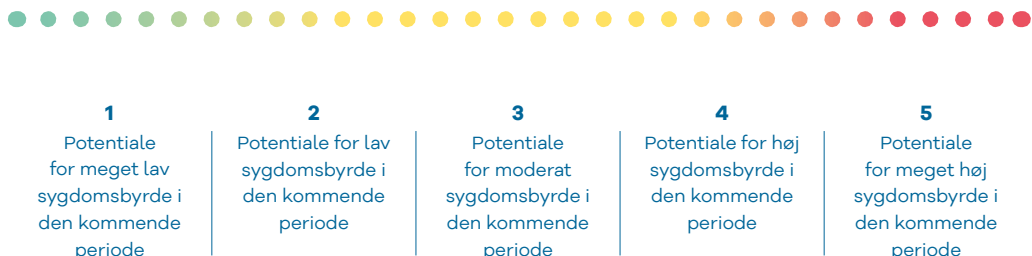 1
Potentiale
for meget lav
sygdomsbyrde i
den kommende
periode
2
Potentiale for lav
sygdomsbyrde i
den kommende
periode
3
Potentiale
for moderat
sygdomsbyrde i
den kommende
periode
4
Potentiale for høj
sygdomsbyrde i
den kommende
periode
5
Potentiale
for meget høj
sygdomsbyrde i
den kommende
periode